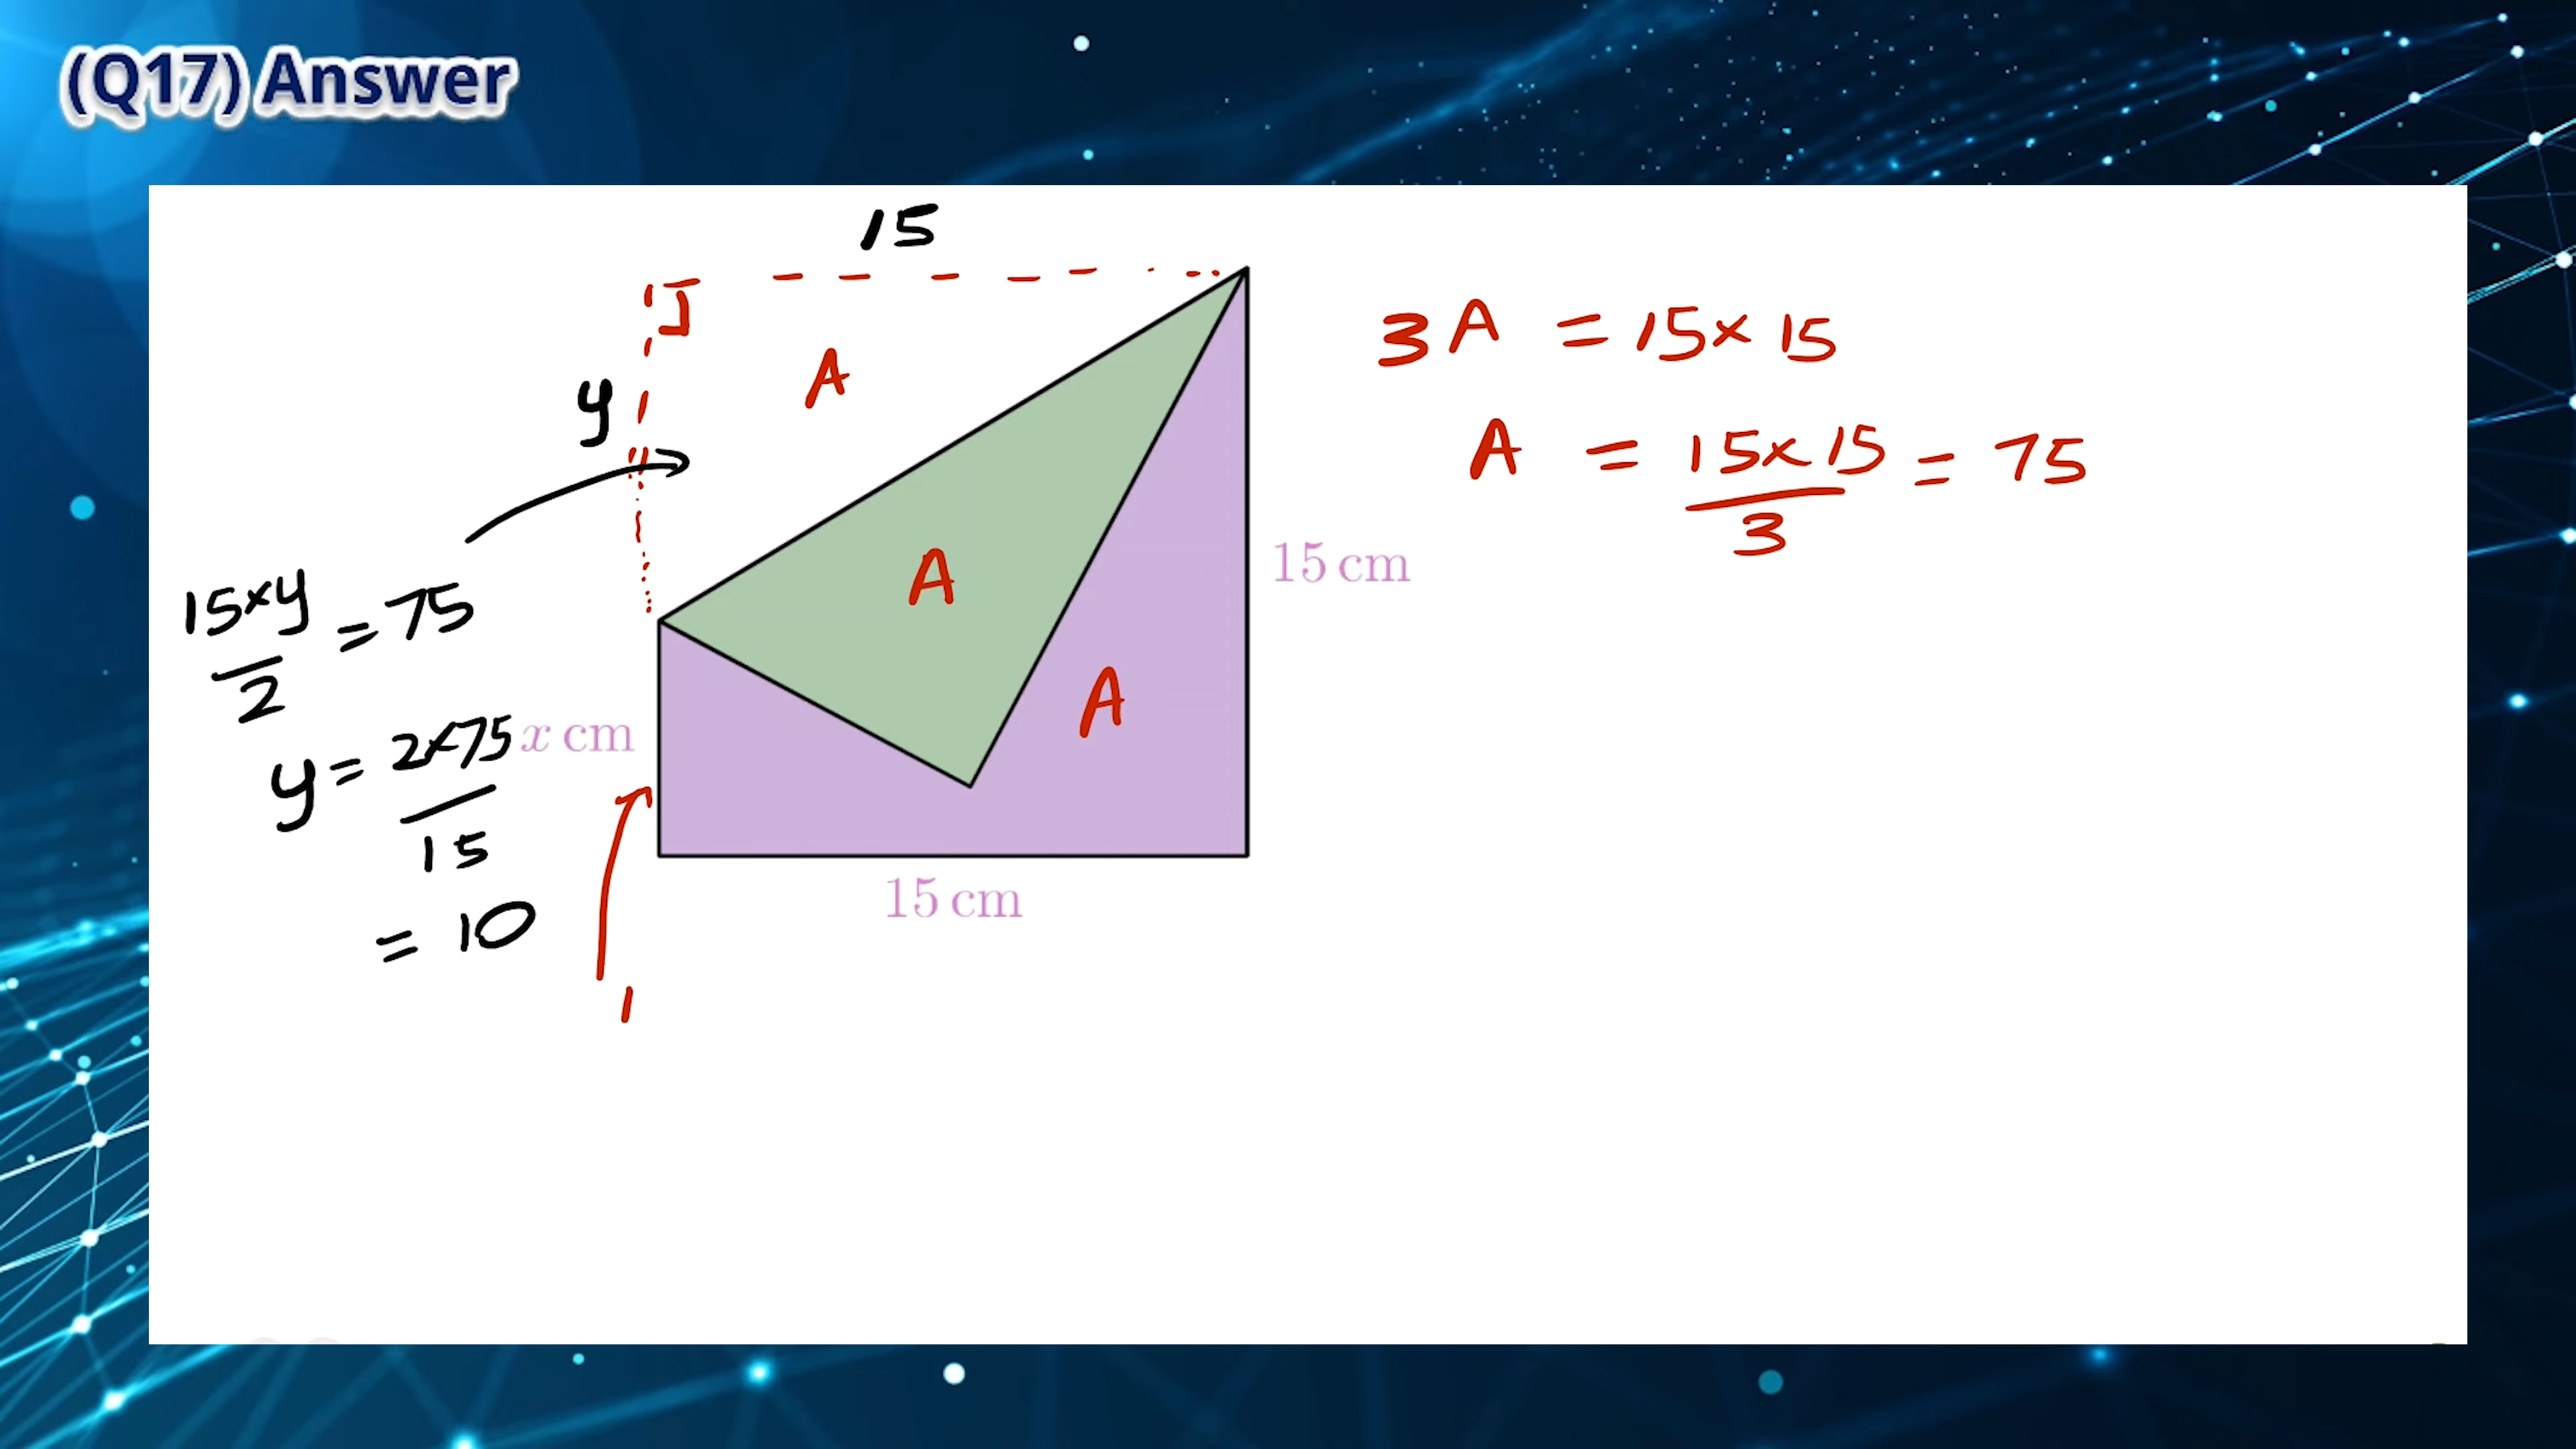 (Q17) Answer
15
y
A
A
A
15 cm
x cm
15 cm
3A = 15 × 15
A = 15 × 15 / 3 = 75
15 × y / 2 = 75
y = 2 × 75 / 15
= 10